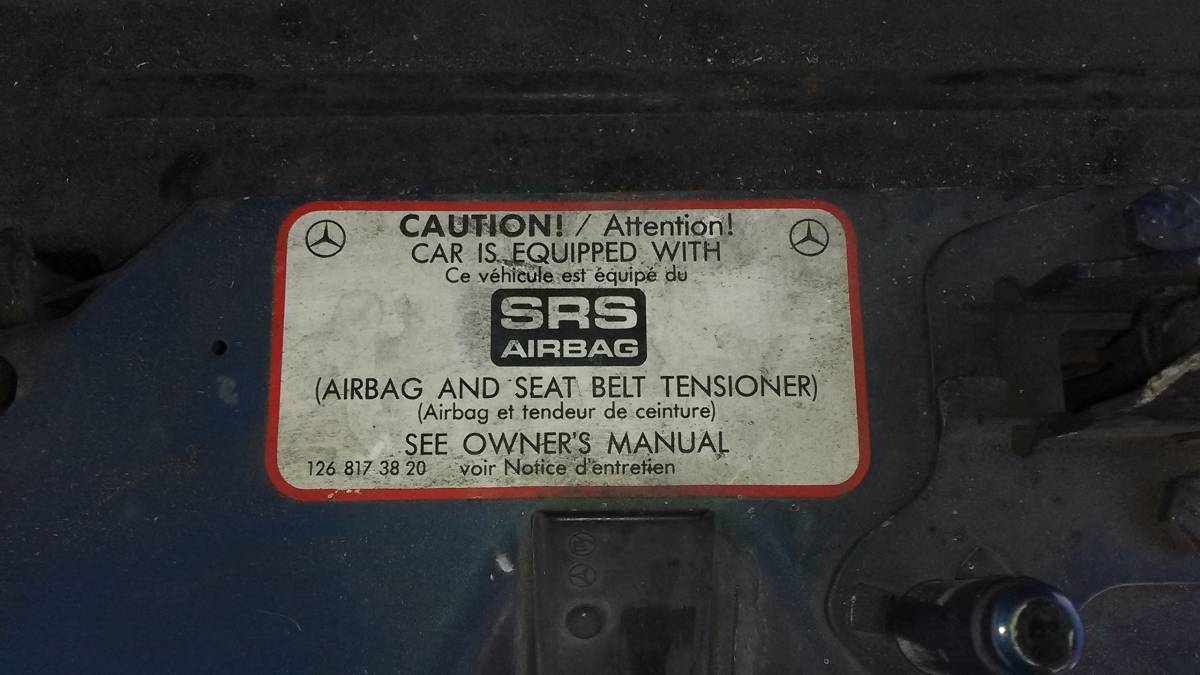 CAUTION! / Attention!
CAR IS EQUIPPED WITH
Ce véhicule est équipé du
SRS
AIRBAG
(AIRBAG AND SEAT BELT TENSIONER)
(Airbag et tendeur de ceinture)
SEE OWNER'S MANUAL
126 817 38 20 voir Notice d'entretien